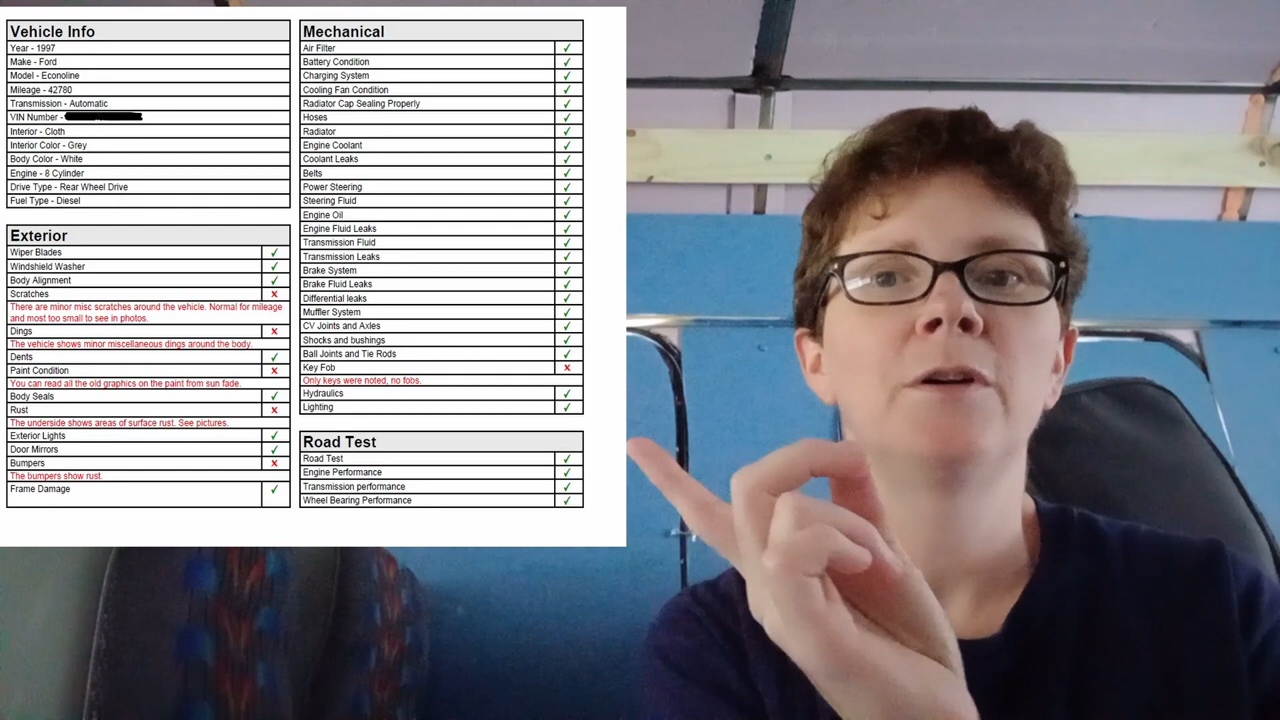 Vehicle Info
Year - 1997
Make - Ford
Model - Econoline
Mileage - 42780
Transmission - Automatic
VIN Number -
Interior - Cloth
Interior Color - Grey
Body Color - White
Engine - 8 Cylinder
Drive Type - Rear Wheel Drive
Fuel Type - Diesel
Exterior
Wiper Blades ✓
Windshield Washer ✓
Body Alignment ✓
Scratches x
There are minor misc scratches around the vehicle. Normal for mileage
and most too small to see in photos.
Dings x
The vehicle shows minor miscellaneous dings around the body.
Dents ✓
Paint Condition x
You can read all the old graphics on the paint from sun fade.
Body Seals ✓
Rust x
The underside shows areas of surface rust. See pictures.
Exterior Lights ✓
Door Mirrors ✓
Bumpers x
The bumpers show rust.
Frame Damage ✓
Mechanical
Air Filter ✓
Battery Condition ✓
Charging System ✓
Cooling Fan Condition ✓
Radiator Cap Sealing Properly ✓
Hoses ✓
Radiator ✓
Engine Coolant ✓
Coolant Leaks ✓
Belts ✓
Power Steering ✓
Steering Fluid ✓
Engine Oil ✓
Engine Fluid Leaks ✓
Transmission Fluid ✓
Transmission Leaks ✓
Brake System ✓
Brake Fluid Leaks ✓
Differential leaks ✓
Muffler System ✓
CV Joints and Axles ✓
Shocks and bushings ✓
Ball Joints and Tie Rods ✓
Key Fob x
Only keys were noted, no fobs.
Hydraulics ✓
Lighting ✓
Road Test
Road Test ✓
Engine Performance ✓
Transmission performance ✓
Wheel Bearing Performance ✓